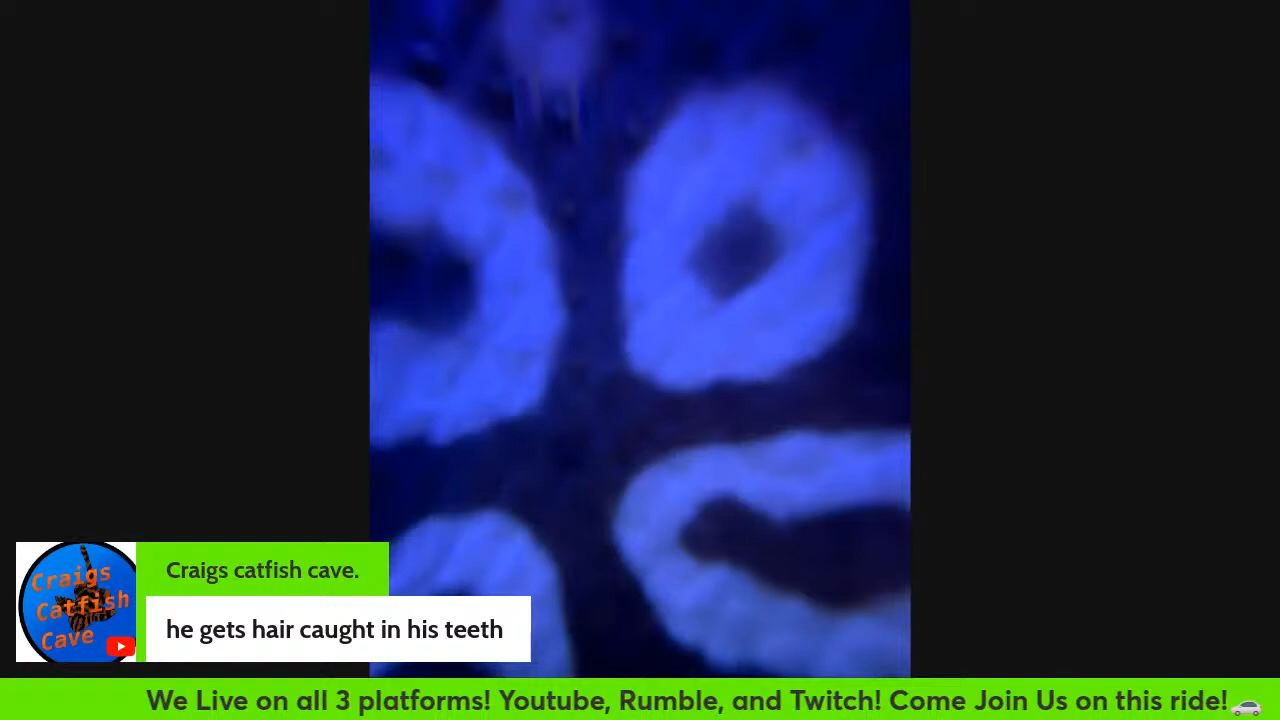 Craigs
Catfish
Cave
Craigs catfish cave.
he gets hair caught in his teeth
We Live on all 3 platforms! Youtube, Rumble, and Twitch! Come Join Us on this ride!🚗